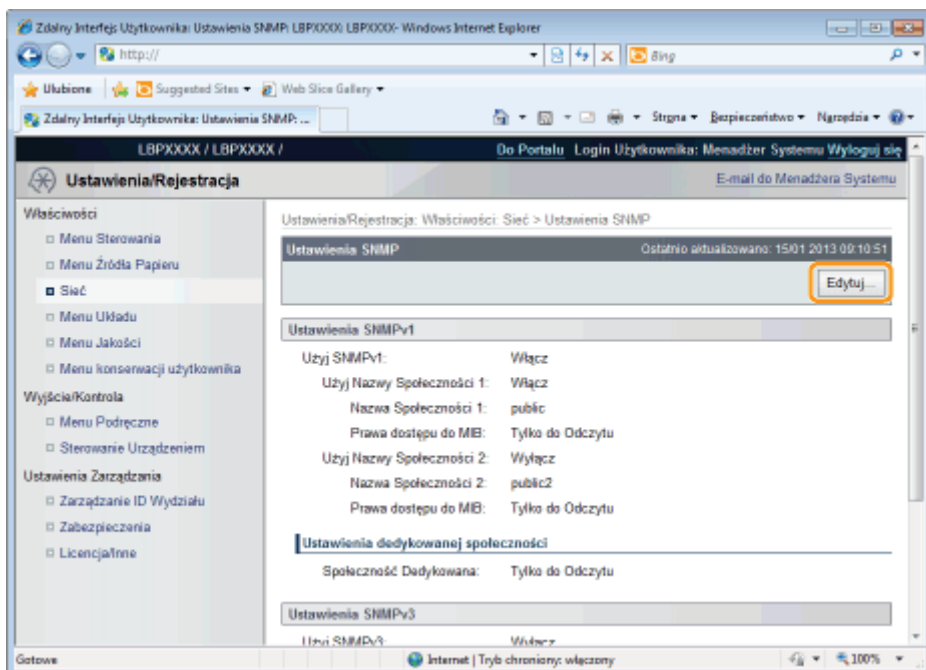 Zdalny Interfejs Użytkownika: Ustawienia SNMP: LBPXXXX: LBPXXXX- Windows Internet Explorer
http://
Bing
Ulubione Suggested Sites Web Slice Gallery
Zdalny Interfejs Użytkownika: Ustawienia SNMP: ...
Strona Bezpieczeństwo Narzędzia
LBPXXXX / LBPXXXX /
Do Portalu Login Użytkownika: Menadżer Systemu Wyloguj się
Ustawienia/Rejestracja
E-mail do Menadżera Systemu
Właściwości
Menu Sterowania
Menu Źródła Papieru
Sieć
Menu Układu
Menu Jakości
Menu konserwacji użytkownika
Wyjście/Kontrola
Menu Podręczne
Sterowanie Urządzeniem
Ustawienia Zarządzania
Zarządzanie ID Wydziału
Zabezpieczenia
Licencja/Inne
Ustawienia/Rejestracja: Właściwości: Sieć > Ustawienia SNMP
Ustawienia SNMP
Ostatnio aktualizowano: 15/01 2013 09:10:51
Edytuj...
Ustawienia SNMPv1
Użyj SNMPv1: Włącz
Użyj Nazwy Społeczności 1: Włącz
Nazwa Społeczności 1: public
Prawa dostępu do MIB: Tylko do Odczytu
Użyj Nazwy Społeczności 2: Wyłącz
Nazwa Społeczności 2: public2
Prawa dostępu do MIB: Tylko do Odczytu
Ustawienia dedykowanej społeczności
Społeczność Dedykowana: Tylko do Odczytu
Ustawienia SNMPv3
Użyj SNMPv3: Wyłącz
Gotowe
Internet | Tryb chroniony: włączony
100%